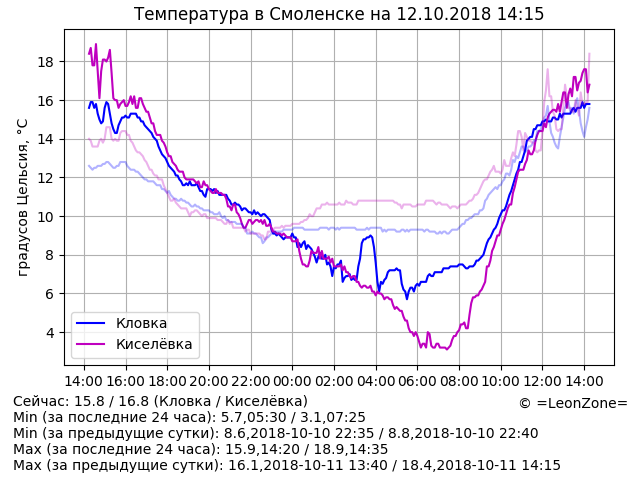 Температура в Смоленске на 12.10.2018 14:15
градусов Цельсия, °C
18
16
14
12
10
8
6
4
Кловка
Киселёвка
14:00 16:00 18:00 20:00 22:00 00:00 02:00 04:00 06:00 08:00 10:00 12:00 14:00
Сейчас: 15.8 / 16.8 (Кловка / Киселёвка)
© =LeonZone=
Min (за последние 24 часа): 5.7,05:30 / 3.1,07:25
Min (за предыдущие сутки): 8.6,2018-10-10 22:35 / 8.8,2018-10-10 22:40
Max (за последние 24 часа): 15.9,14:20 / 18.9,14:35
Max (за предыдущие сутки): 16.1,2018-10-11 13:40 / 18.4,2018-10-11 14:15